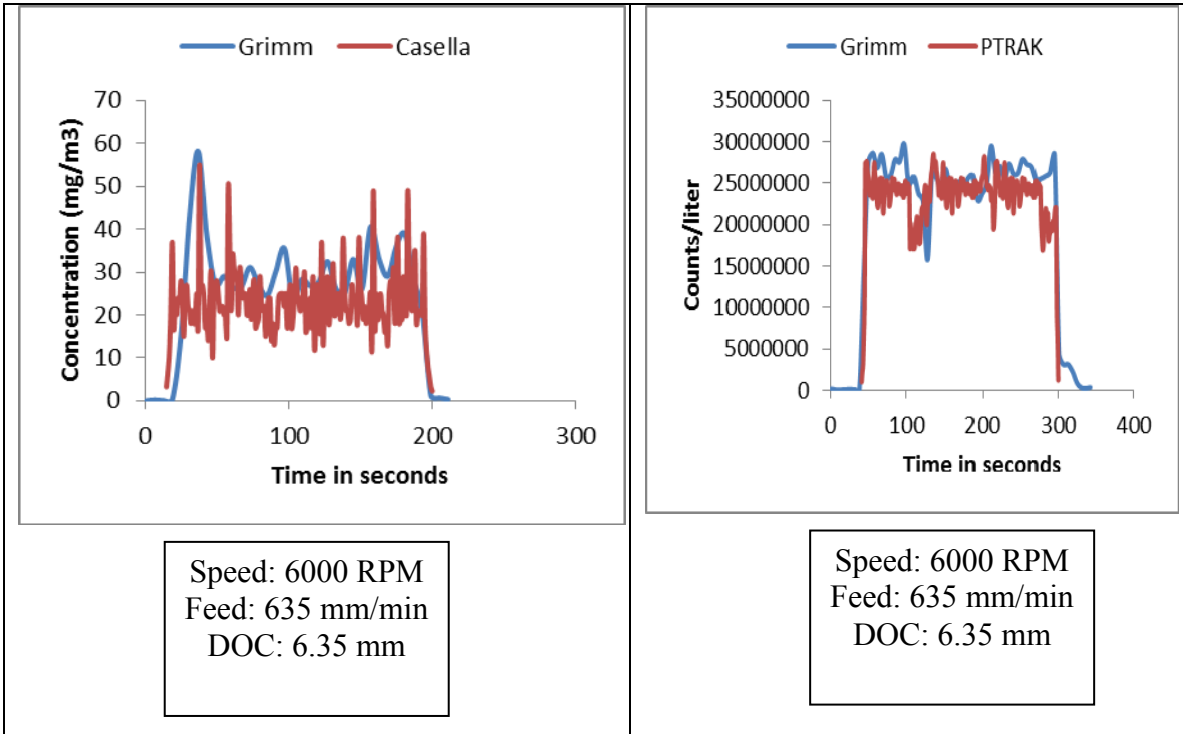 Grimm Casella
70
60
50
40
30
20
10
0
Concentration (mg/m3)
0 100 200 300
Time in seconds
Speed: 6000 RPM
Feed: 635 mm/min
DOC: 6.35 mm
Grimm PTRAK
35000000
30000000
25000000
20000000
15000000
10000000
5000000
0
Counts/liter
0 100 200 300 400
Time in seconds
Speed: 6000 RPM
Feed: 635 mm/min
DOC: 6.35 mm